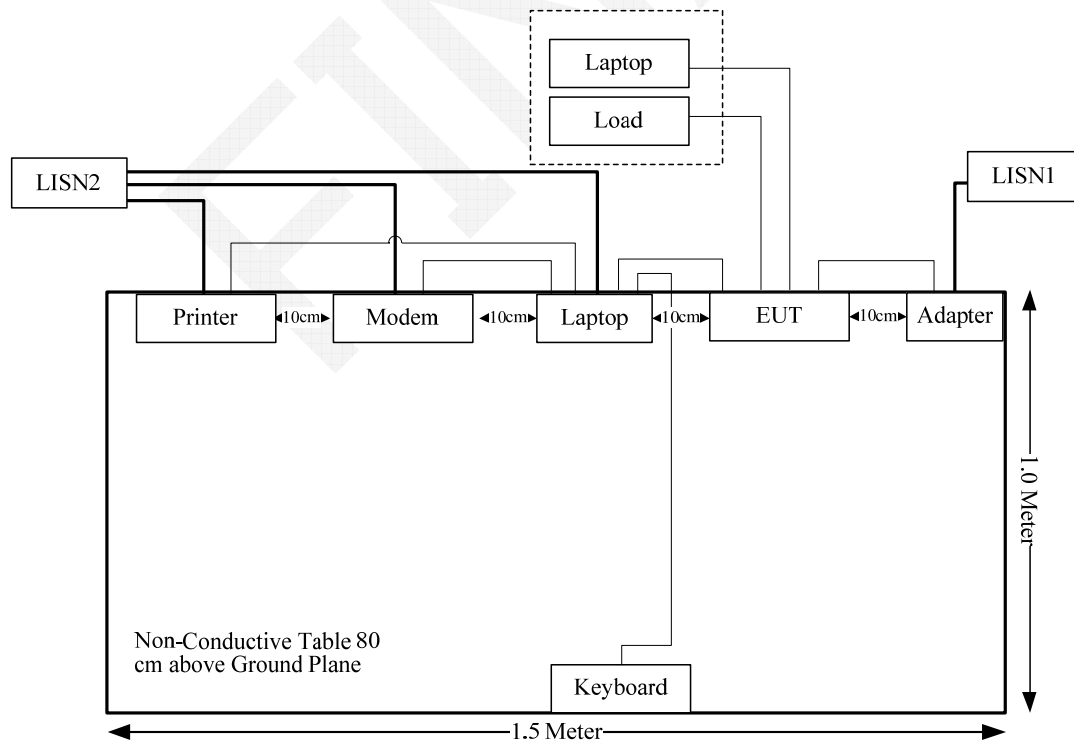 Laptop
Load
LISN2
LISN1
Printer
10cm
Modem
10cm
Laptop
10cm
EUT
10cm
Adapter
1.0 Meter
Non-Conductive Table 80
cm above Ground Plane
Keyboard
1.5 Meter